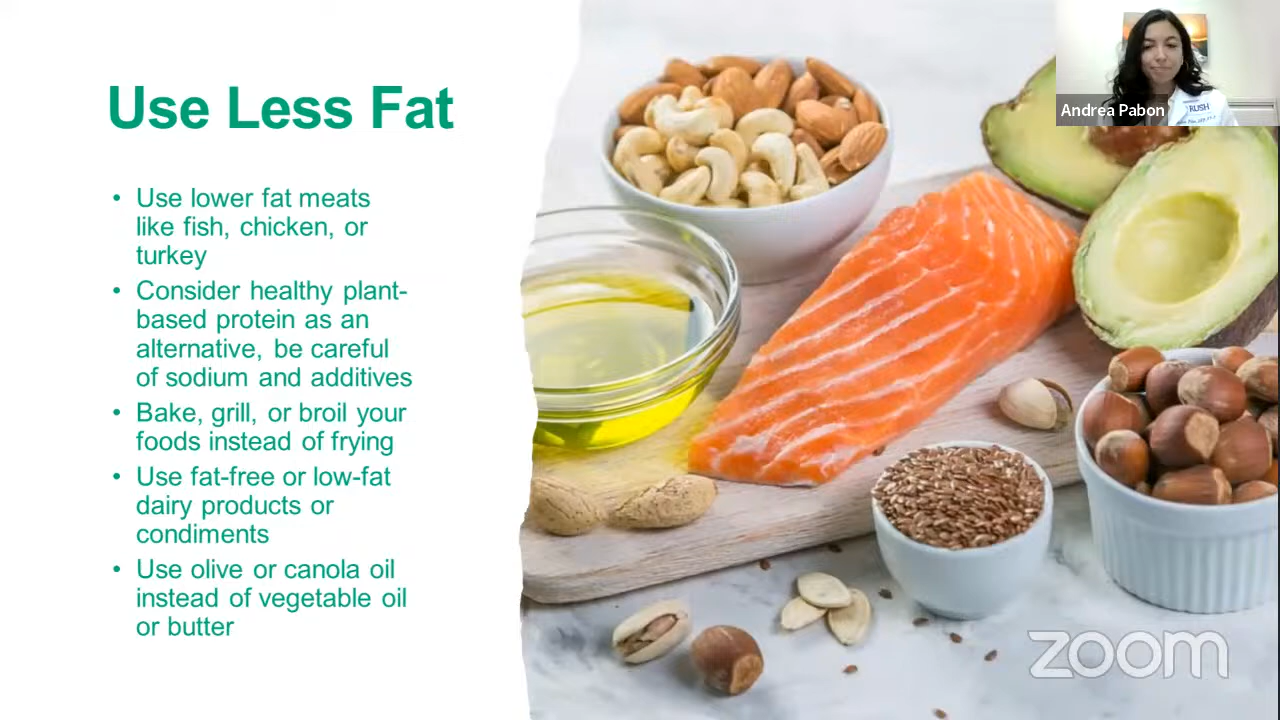 Use Less Fat
• Use lower fat meats
like fish, chicken, or
turkey
• Consider healthy plant-
based protein as an
alternative, be careful
of sodium and additives
• Bake, grill, or broil your
foods instead of frying
• Use fat-free or low-fat
dairy products or
condiments
• Use olive or canola oil
instead of vegetable oil
or butter
RUSH
Andrea Pabon
zoom